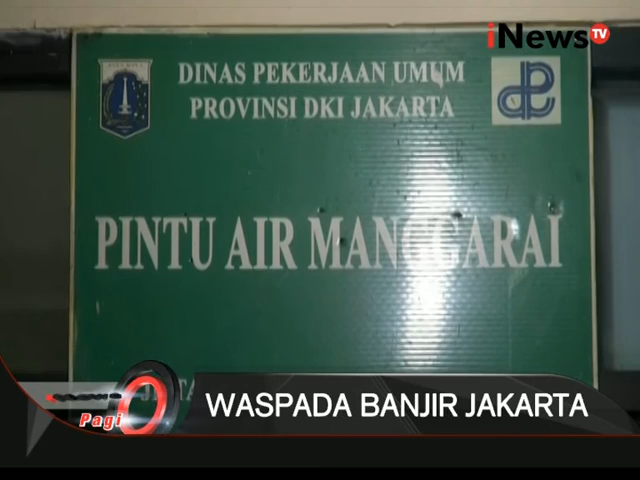 iNews TV
DINAS PEKERJAAN UMUM
PROVINSI DKI JAKARTA
PINTU AIR MANGGARAI
Pagi
WASPADA BANJIR JAKARTA